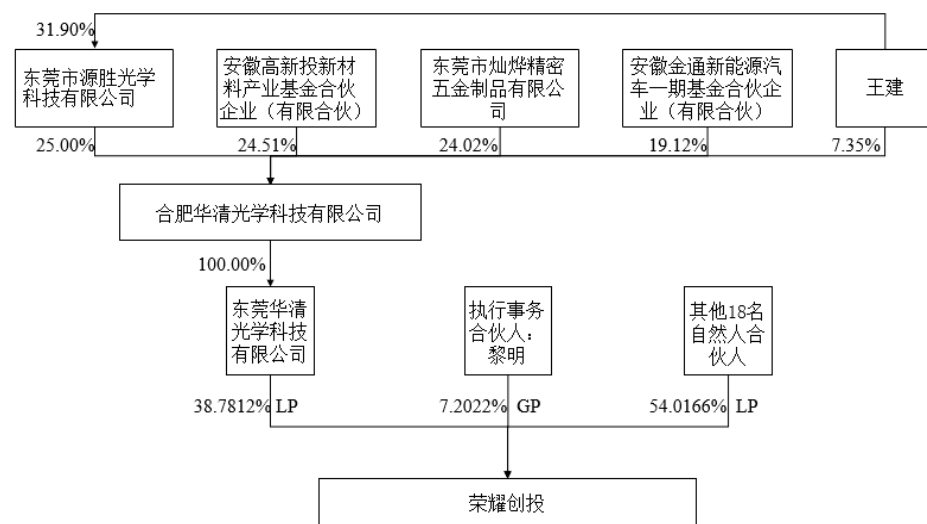 31.90%
东莞市源胜光学
科技有限公司
安徽高新投新材
料产业基金合伙
企业（有限合伙）
东莞市灿烨精密
五金制品有限公
司
安徽金通新能源汽
车一期基金合伙企
业（有限合伙）
王建
25.00%
24.51%
24.02%
19.12%
7.35%
合肥华清光学科技有限公司
100.00%
东莞华清
光学科技
有限公司
执行事务
合伙人：
黎明
其他18名
自然人合
伙人
38.7812% LP
7.2022% GP
54.0166% LP
荣耀创投